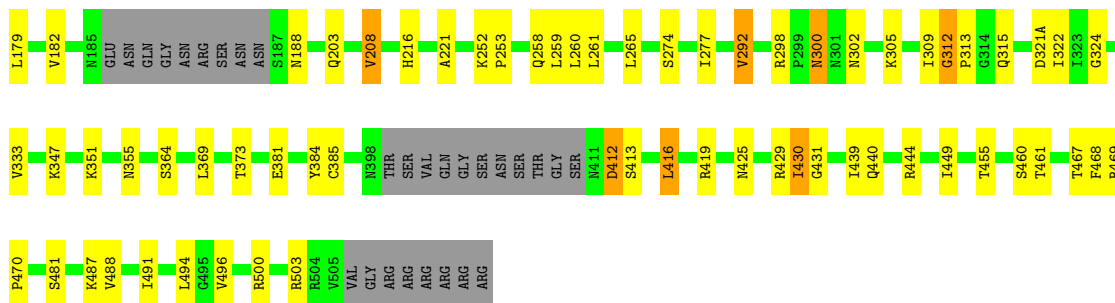 L179 V182 N185 GLU ASN GLN GLY ASN ARG SER ASN ASN S187 N188 Q203 V208 H216 A221 K252 P253 Q258 L259 L260 L261 L265 S274 I277 V292 R298 P299 N300 N301 N302 K305 I309 G312 P313 G314 Q315 D321A I322 I323 G324
V333 K347 K351 N355 S364 L369 T373 E381 Y384 C385 N398 THR SER VAL GLN GLY SER ASN SER THR GLY SER N411 D412 S413 L416 R419 N425 R429 I430 G431 I439 Q440 R444 I449 T455 S460 T461 T467 F468 R469
P470 S481 K487 V488 I491 L494 G495 V496 R500 R503 R504 V505 VAL GLY ARG ARG ARG ARG ARG ARG